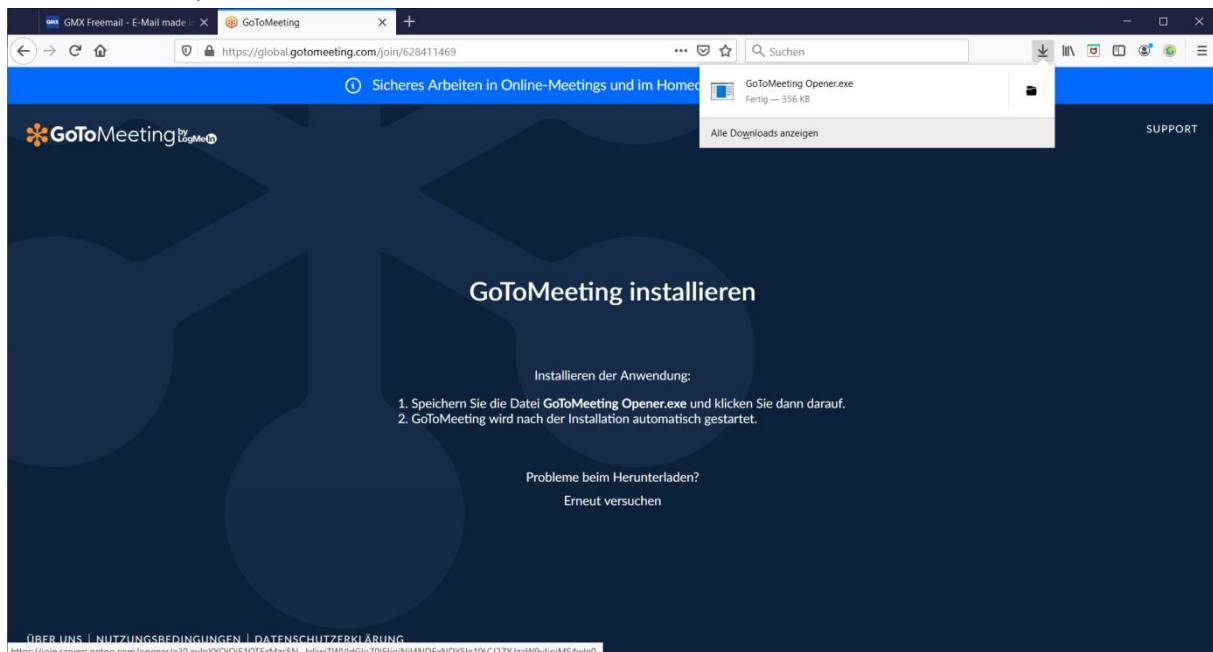 GMX Freemail - E-Mail made i
GoToMeeting
https://global.gotomeeting.com/join/628411469
Suchen
Sicheres Arbeiten in Online-Meetings und im Homeo
GoToMeeting Opener.exe
Fertig — 356 KB
Alle Downloads anzeigen
GoToMeeting by LogMeIn
SUPPORT
GoToMeeting installieren
Installieren der Anwendung:
1. Speichern Sie die Datei GoToMeeting Opener.exe und klicken Sie dann darauf.
2. GoToMeeting wird nach der Installation automatisch gestartet.
Probleme beim Herunterladen?
Erneut versuchen
ÜBER UNS | NUTZUNGSBEDINGUNGEN | DATENSCHUTZERKLÄRUNG